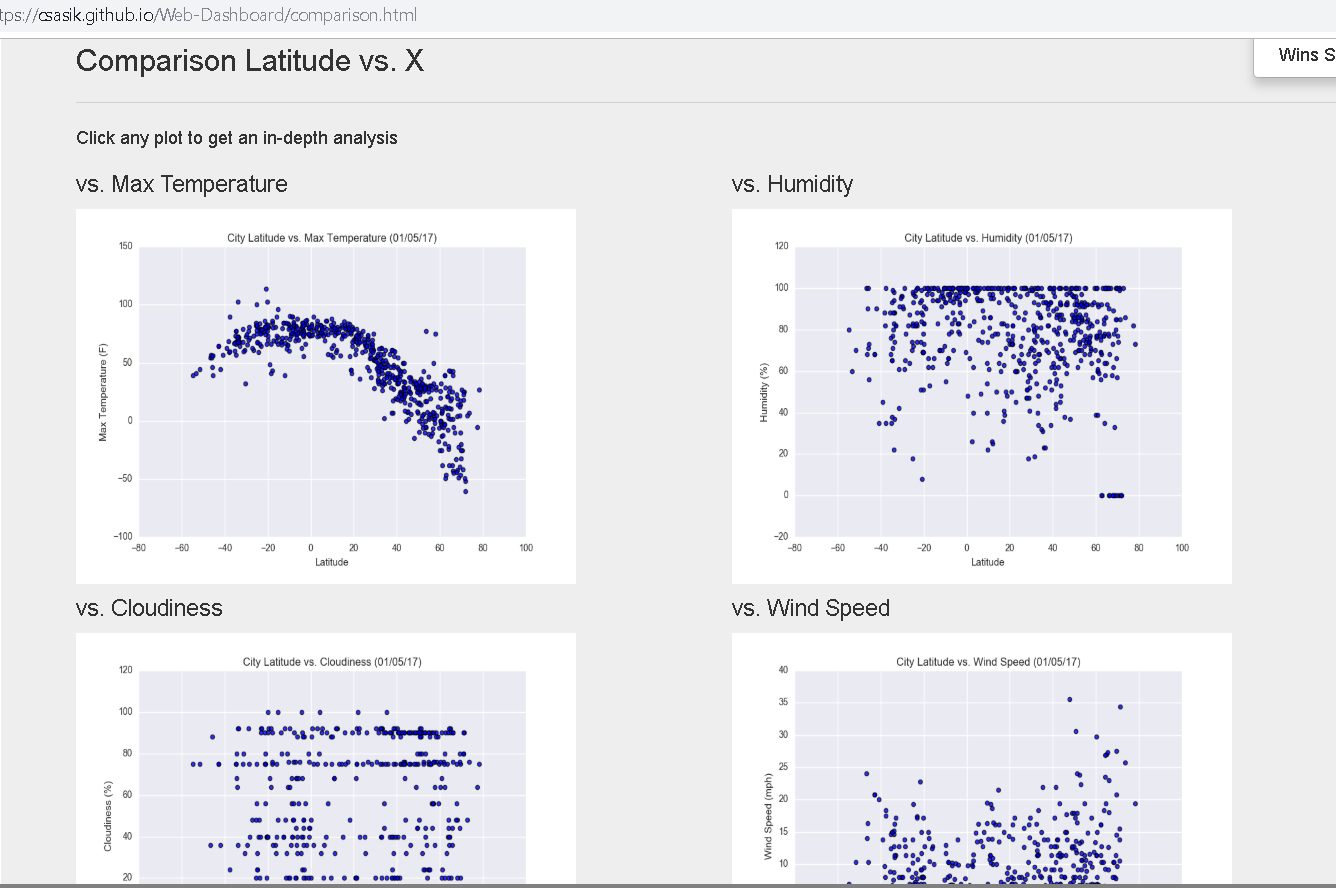 tps://csasik.github.io/Web-Dashboard/comparison.html
Comparison Latitude vs. X
Wins S
Click any plot to get an in-depth analysis
vs. Max Temperature
City Latitude vs. Max Temperature (01/05/17)
150
100
50
0
−50
−100
Max Temperature (F)
−80 −60 −40 −20 0 20 40 60 80 100
Latitude
vs. Humidity
City Latitude vs. Humidity (01/05/17)
120
100
80
60
40
20
0
−20
Humidity (%)
−80 −60 −40 −20 0 20 40 60 80 100
Latitude
vs. Cloudiness
City Latitude vs. Cloudiness (01/05/17)
120
100
80
60
40
20
Cloudiness (%)
vs. Wind Speed
City Latitude vs. Wind Speed (01/05/17)
40
35
30
25
20
15
10
Wind Speed (mph)